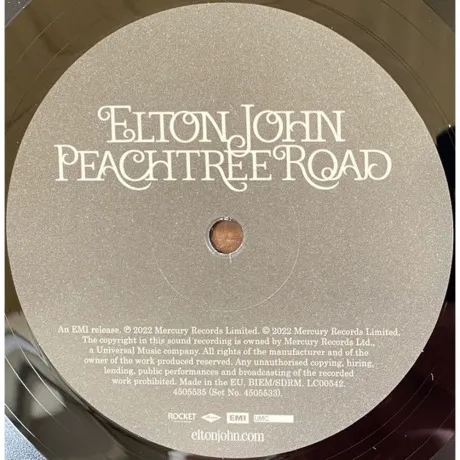 ELTON JOHN
PEACHTREE ROAD
An EMI release. ℗ 2022 Mercury Records Limited. © 2022 Mercury Records Limited.
The copyright in this sound recording is owned by Mercury Records Ltd.,
a Universal Music company. All rights of the manufacturer and of the
owner of the work produced reserved. Any unauthorised copying, hiring,
lending, public performances and broadcasting of the recorded
work prohibited. Made in the EU. BIEM/SDRM. LC00542.
4505535 (Set No. 4505533).
ROCKET EMI UMC
eltonjohn.com